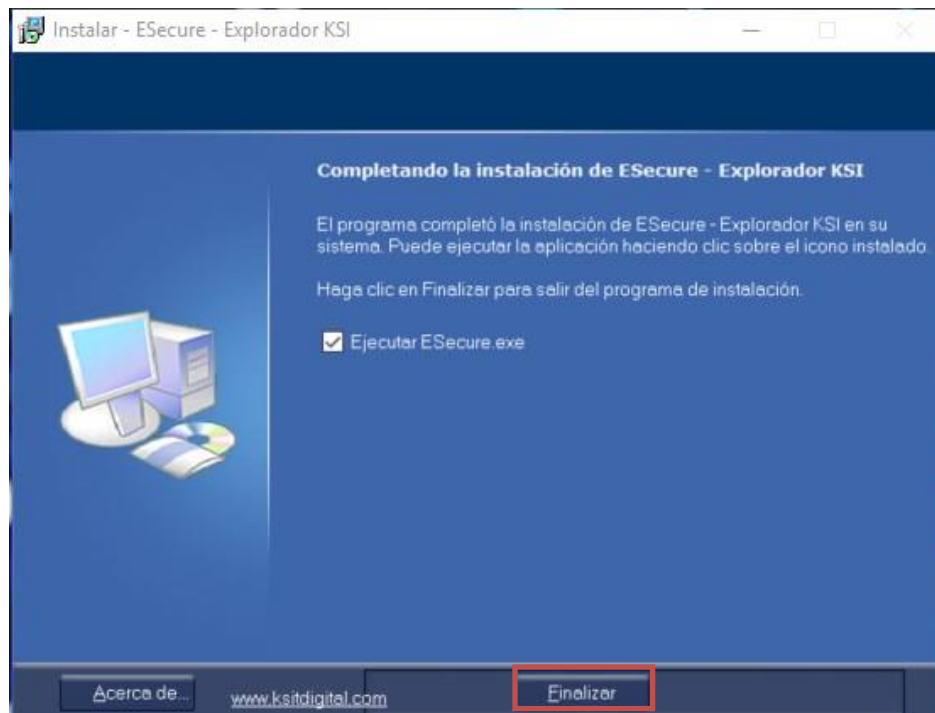 Instalar - ESecure - Explorador KSI
Completando la instalación de ESecure - Explorador KSI
El programa completó la instalación de ESecure - Explorador KSI en su
sistema. Puede ejecutar la aplicación haciendo clic sobre el icono instalado.
Haga clic en Finalizar para salir del programa de instalación.
Ejecutar ESecure.exe
Acerca de...
www.ksitdigital.com
Finalizar